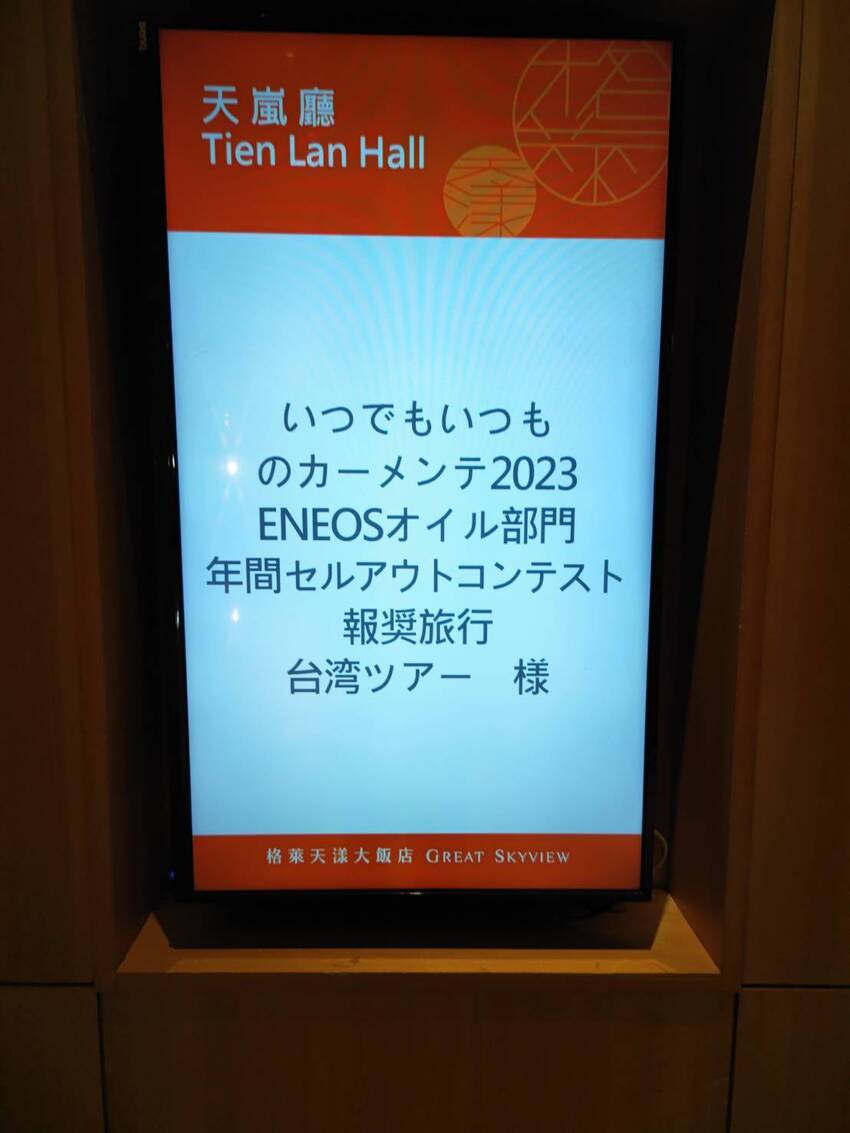 天嵐廳
Tien Lan Hall
いつでもいつも
のカーメンテ2023
ENEOSオイル部門
年間セルアウトコンテスト
報奨旅行
台湾ツアー　様
格萊天漾大飯店 GREAT SKYVIEW